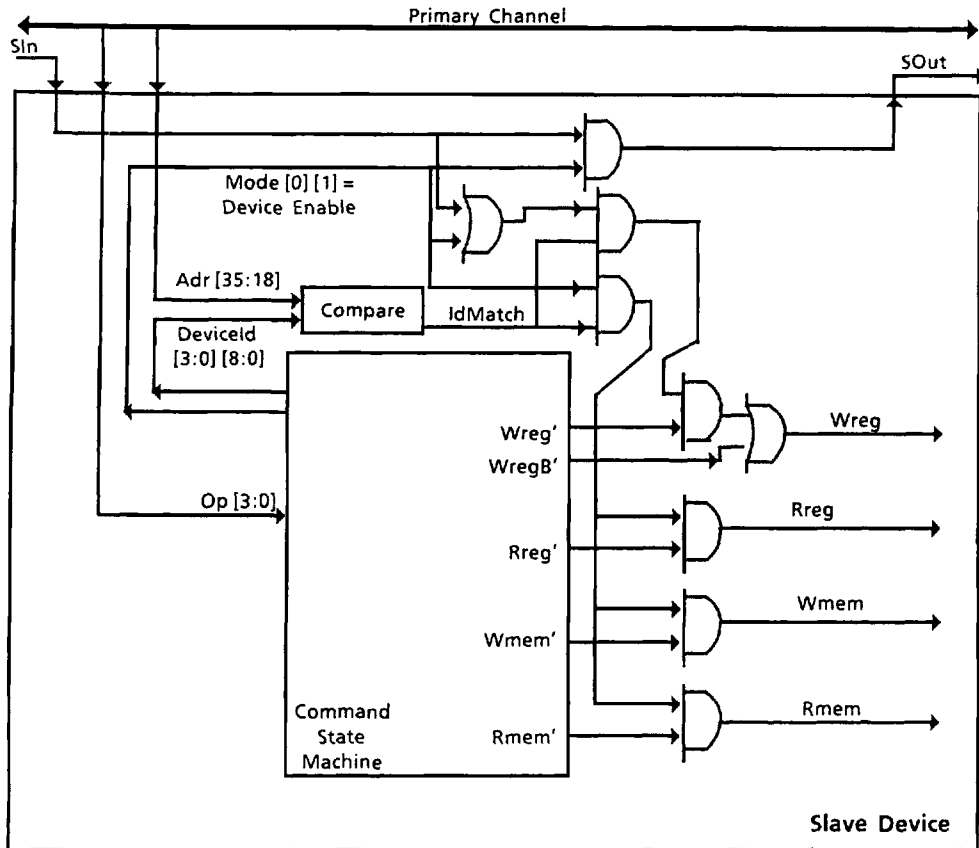 Primary Channel
SIn
SOut
Mode [0] [1] =
Device Enable
Adr [35:18]
Compare
IdMatch
DeviceId
[3:0] [8:0]
Wreg'
Wreg
WregB'
Op [3:0]
Rreg
Rreg'
Wmem
Wmem'
Command
State
Machine
Rmem
Rmem'
Slave Device